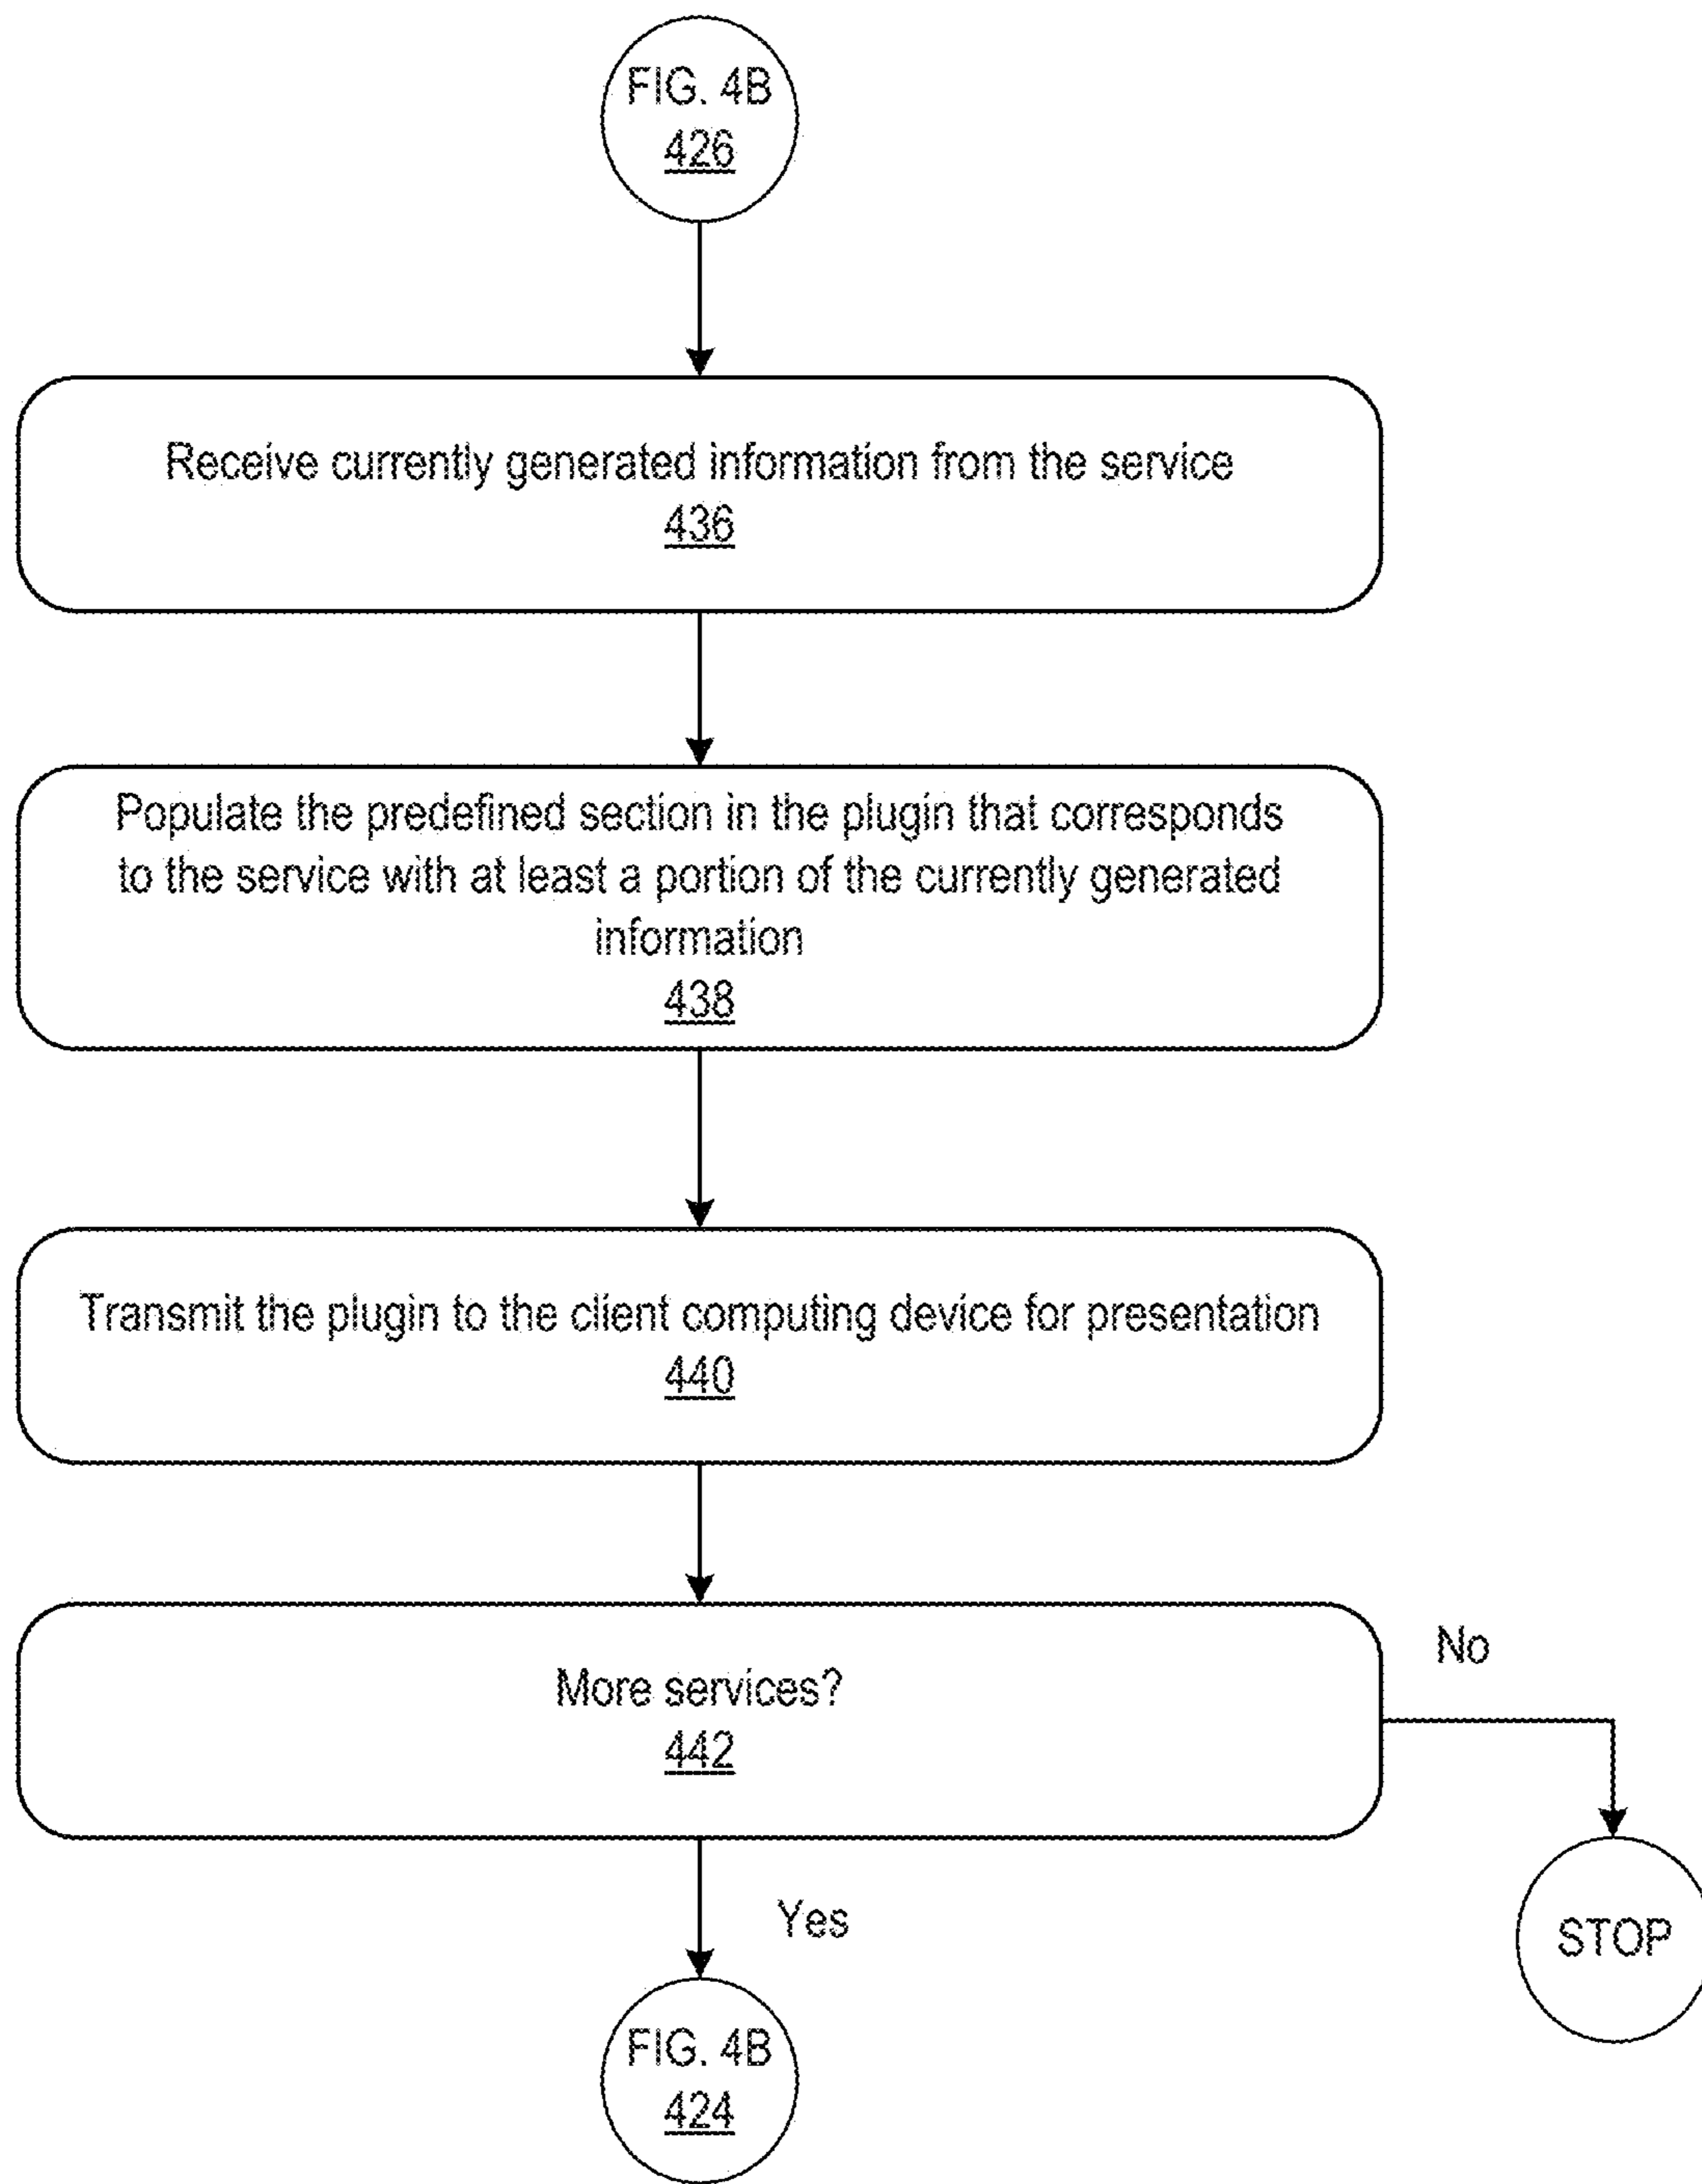 FIG. 4B
426
Receive currently generated information from the service
436
Populate the predefined section in the plugin that corresponds
to the service with at least a portion of the currently generated
information
438
Transmit the plugin to the client computing device for presentation
440
More services?
442
No
Yes
STOP
FIG. 4B
424